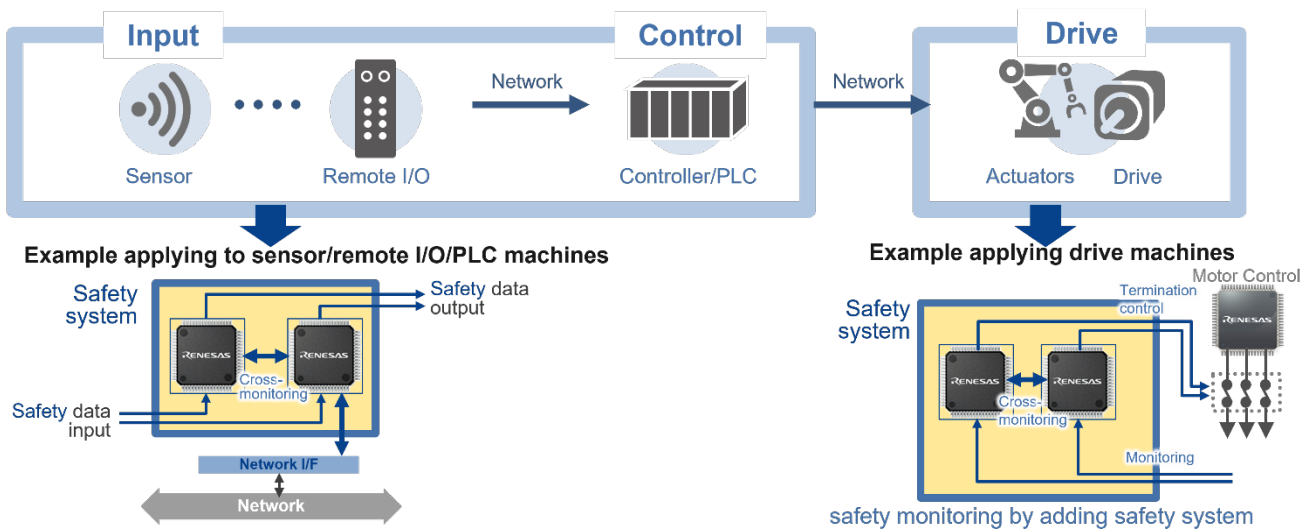 Input
Control
Drive
Network
Network
Sensor
Remote I/O
Controller/PLC
Actuators
Drive
Example applying to sensor/remote I/O/PLC machines
Example applying drive machines
Safety
system
Safety data
output
RENESAS
RENESAS
Cross-
monitoring
Safety data
input
Network I/F
Network
Motor Control
Termination
control
Safety
system
RENESAS
RENESAS
RENESAS
Cross-
monitoring
Monitoring
safety monitoring by adding safety system